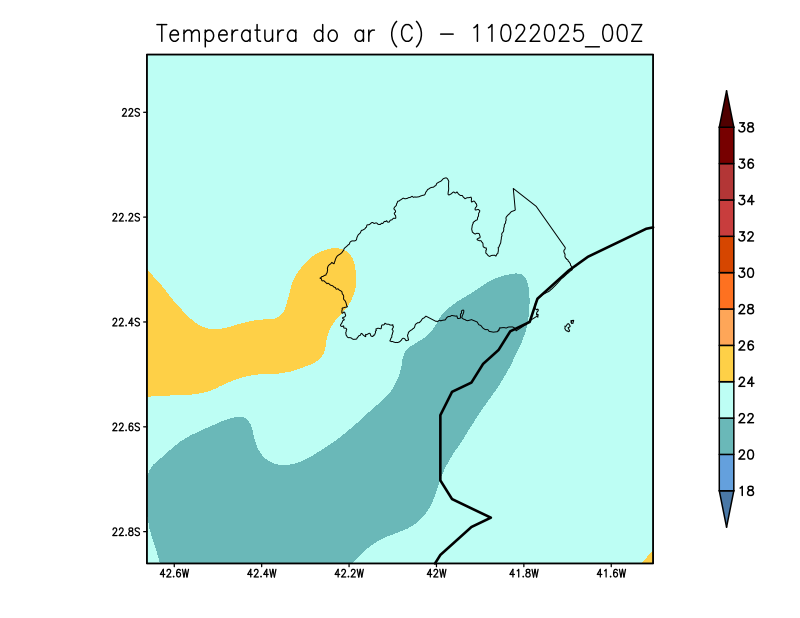 Temperatura do ar (C) - 11022025_00Z
22S
22.2S
22.4S
22.6S
22.8S
42.6W
42.4W
42.2W
42W
41.8W
41.6W
38
36
34
32
30
28
26
24
22
20
18